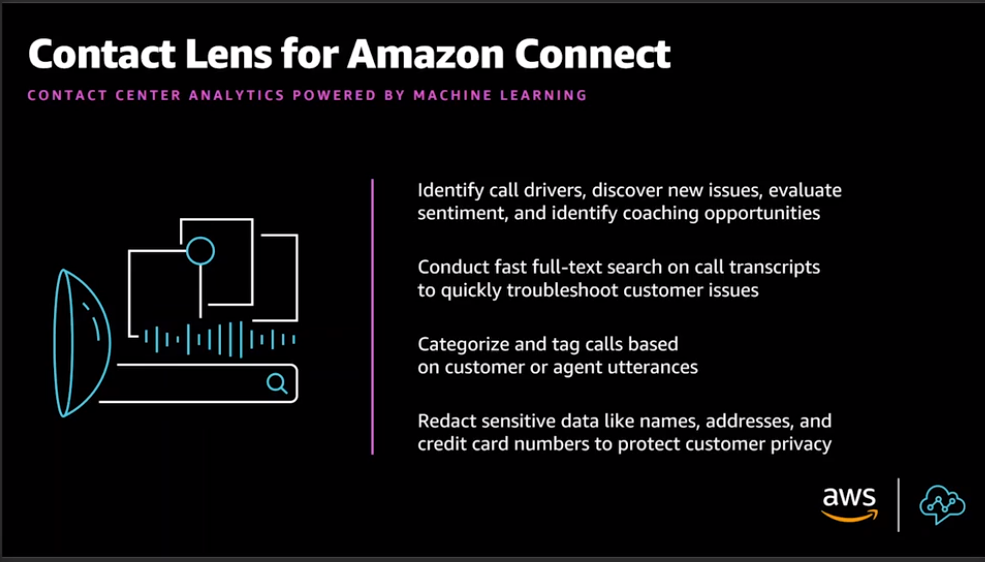 Contact Lens for Amazon Connect
CONTACT CENTER ANALYTICS POWERED BY MACHINE LEARNING
Identify call drivers, discover new issues, evaluate
sentiment, and identify coaching opportunities
Conduct fast full-text search on call transcripts
to quickly troubleshoot customer issues
Categorize and tag calls based
on customer or agent utterances
Redact sensitive data like names, addresses, and
credit card numbers to protect customer privacy
aws